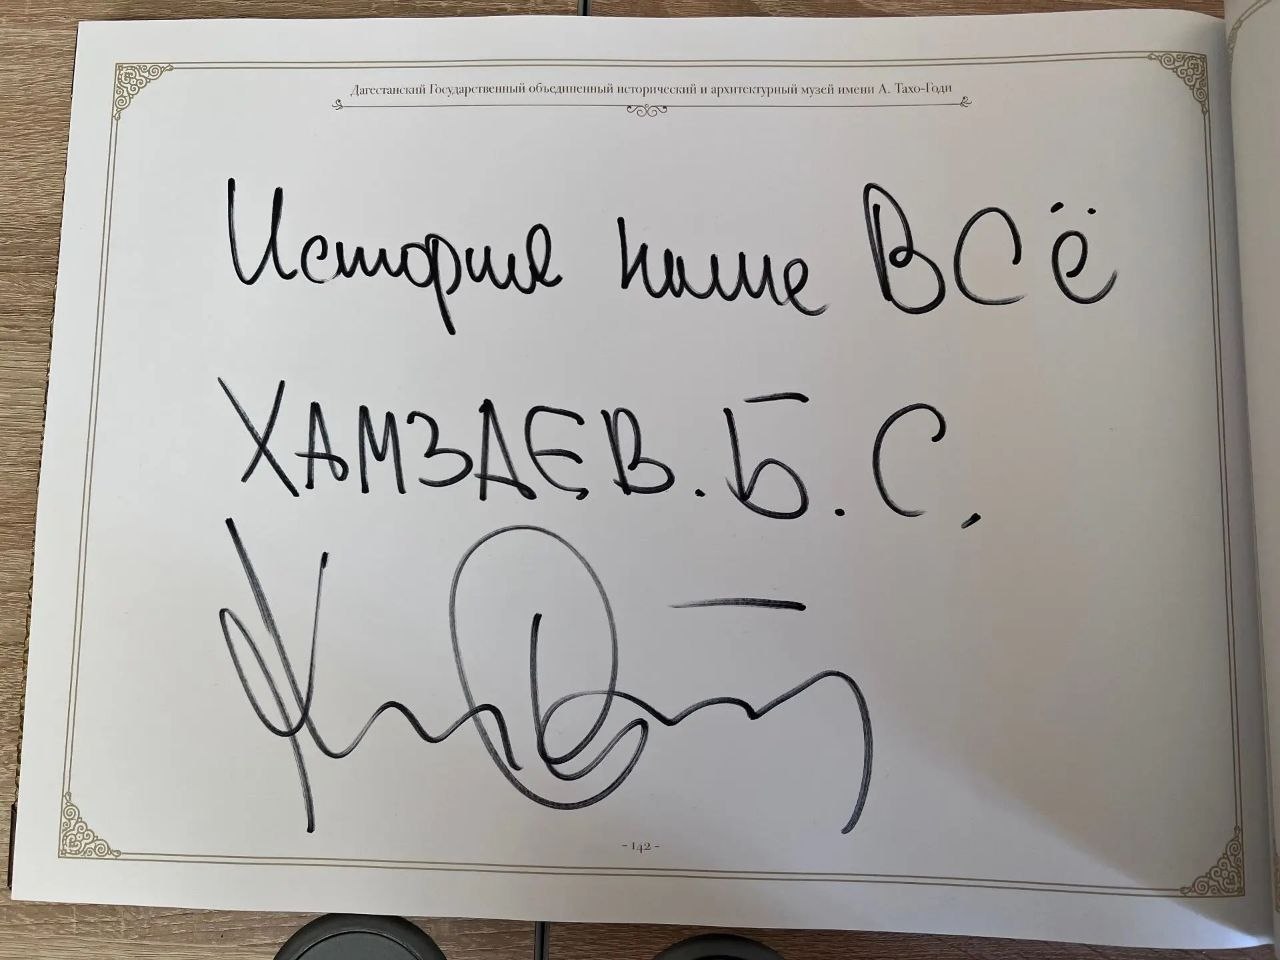 Дагестанский Государственный объединенный исторический и архитектурный музей имени А. Тахо-Годи
История наше ВСё
ХАМЗАЕВ. Б. С.
- 142 -